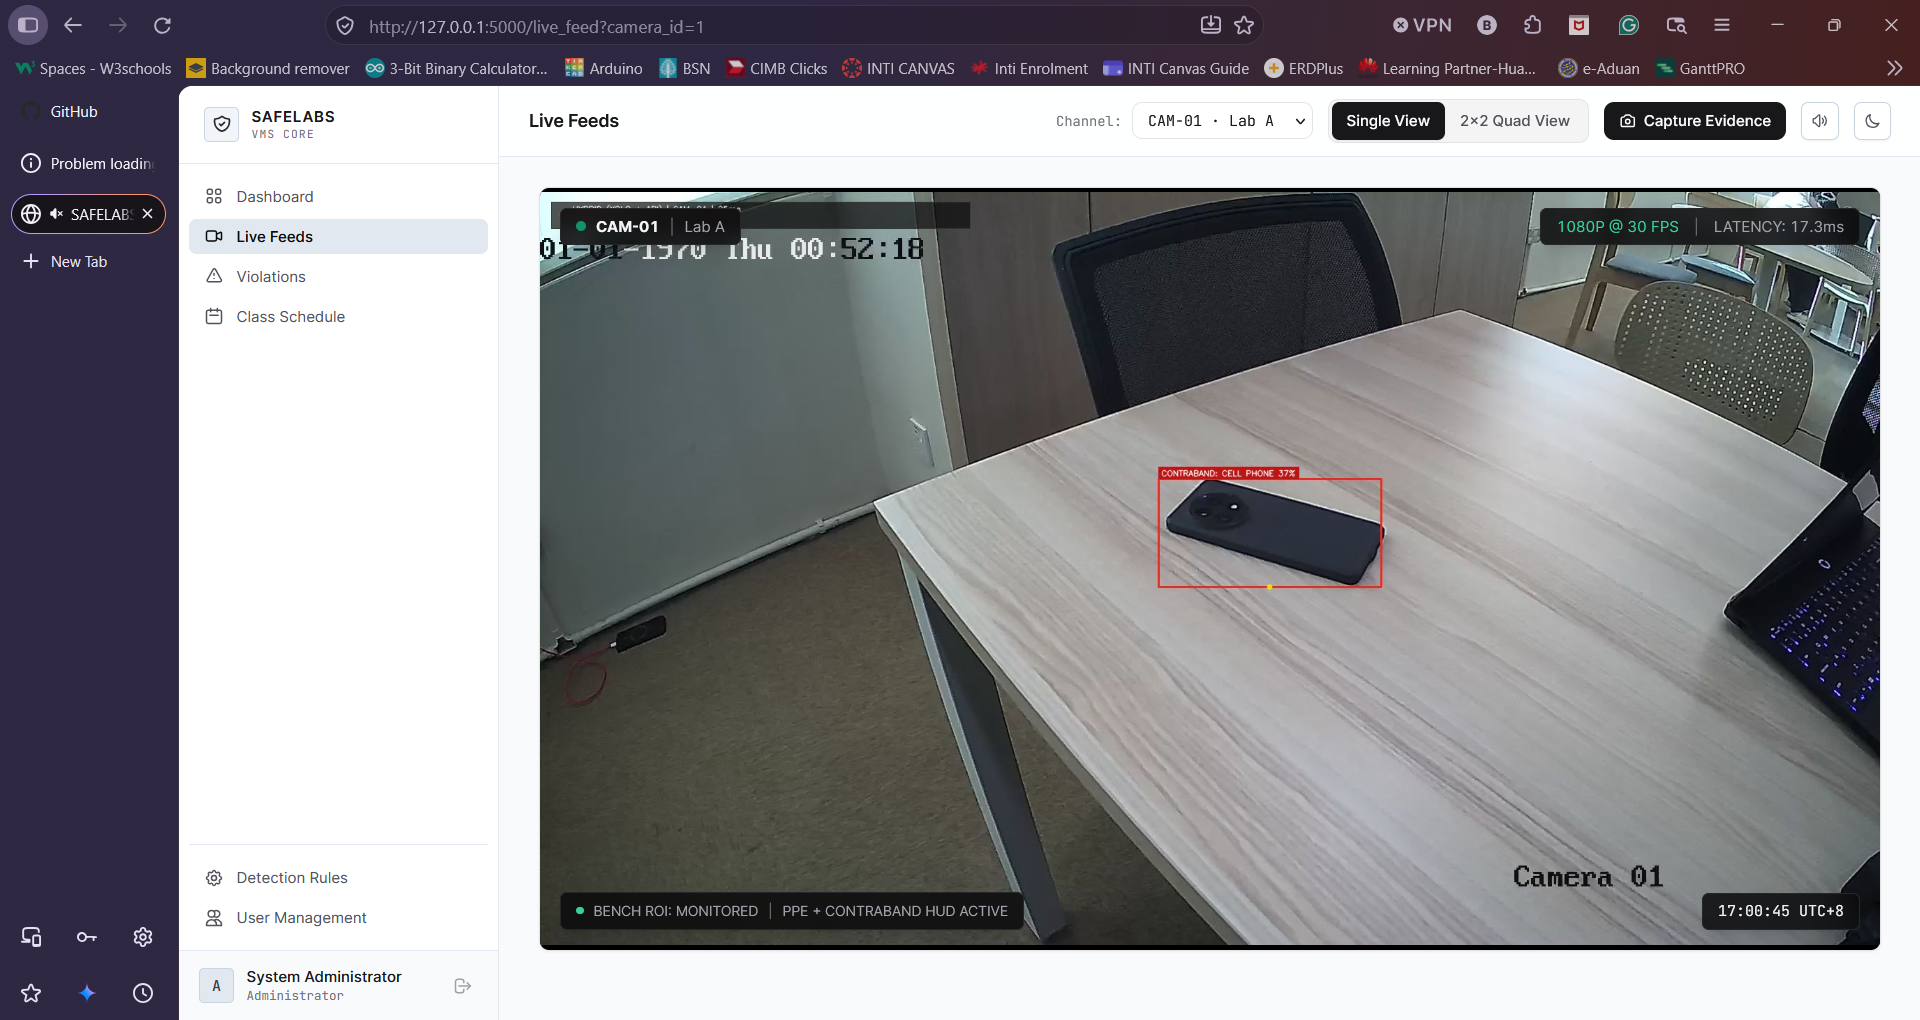 http://127.0.0.1:5000/live_feed?camera_id=1
VPN
Spaces - W3schools
Background remover
3-Bit Binary Calculator...
Arduino
BSN
CIMB Clicks
INTI CANVAS
Inti Enrolment
INTI Canvas Guide
ERDPlus
Learning Partner-Hua...
e-Aduan
GanttPRO
GitHub
Problem loadin
SAFELABS
New Tab
SAFELABS
VMS CORE
Dashboard
Live Feeds
Violations
Class Schedule
Detection Rules
User Management
A
System Administrator
Administrator
Live Feeds
Channel:
CAM-01 · Lab A
Single View
2×2 Quad View
Capture Evidence
CAM-01 | Lab A
1080P @ 30 FPS | LATENCY: 17.3ms
01-01-1970 Thu 00:52:18
CONTRABAND: CELL PHONE 37%
Camera 01
BENCH ROI: MONITORED | PPE + CONTRABAND HUD ACTIVE
17:00:45 UTC+8